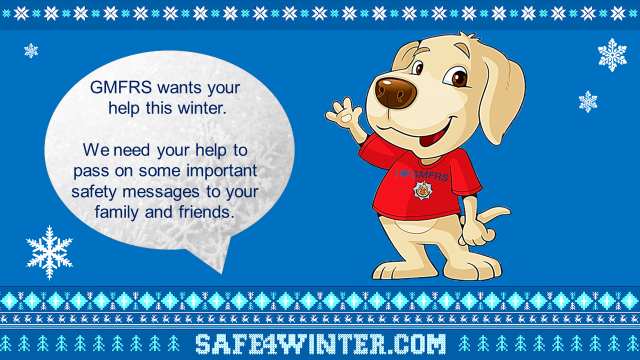 GMFRS wants your
help this winter.
We need your help to
pass on some important
safety messages to your
family and friends.
I ♥ GMFRS
SAFE4WINTER.COM